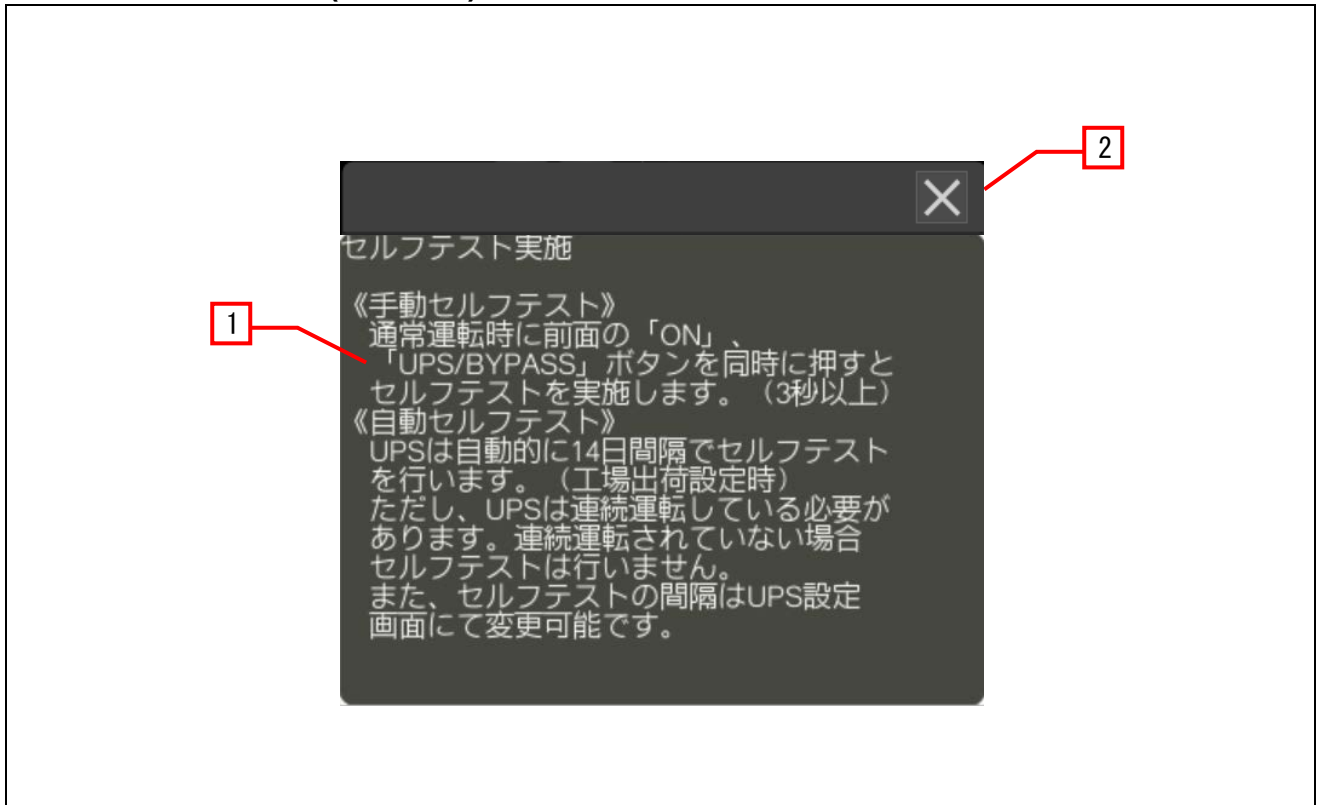 2
セルフテスト実施
1
《手動セルフテスト》
通常運転時に前面の「ON」、
「UPS/BYPASS」ボタンを同時に押すと
セルフテストを実施します。（3秒以上）
《自動セルフテスト》
UPSは自動的に14日間隔でセルフテスト
を行います。（工場出荷設定時）
ただし、UPSは連続運転している必要が
あります。連続運転されていない場合
セルフテストは行いません。
また、セルフテストの間隔はUPS設定
画面にて変更可能です。